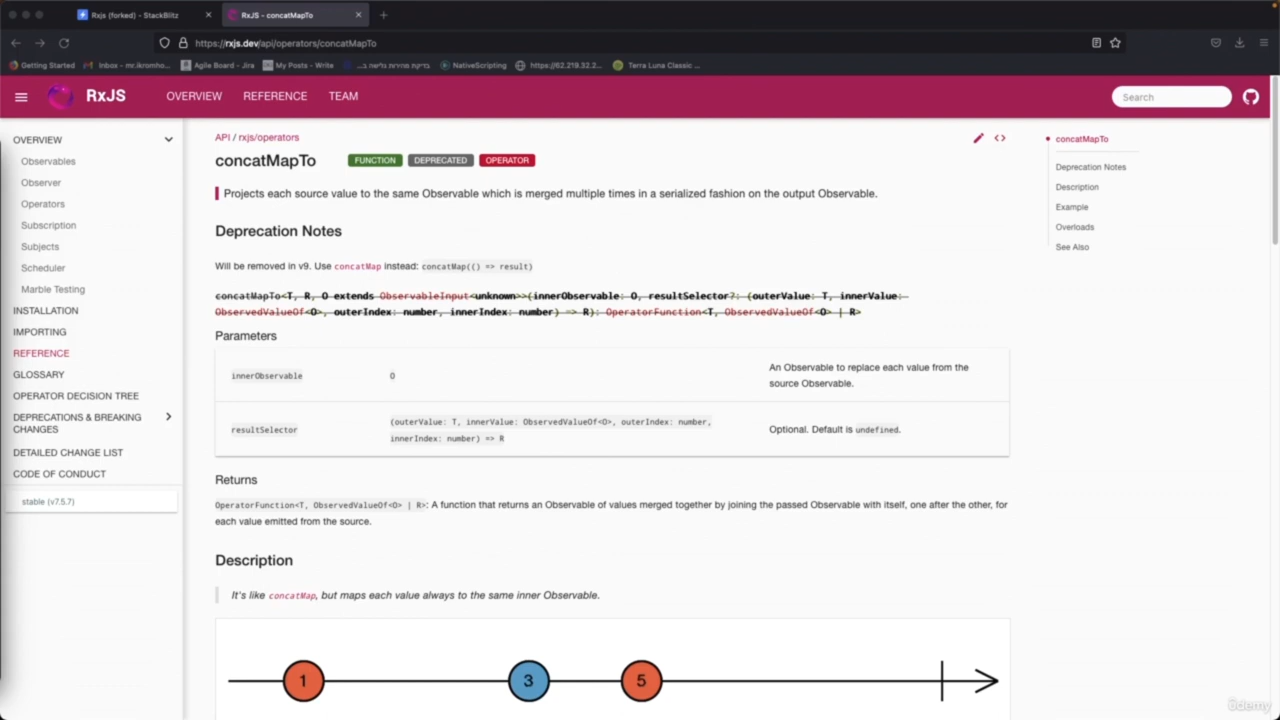 Rxjs (forked) - StackBlitz
RxJS - concatMapTo
https://rxjs.dev/api/operators/concatMapTo
Getting Started
Inbox - mr.ikromho...
Agile Board - Jira
My Posts - Write
NativeScripting
https://62.219.32.2...
Terra Luna Classic ...
RxJS
OVERVIEW
REFERENCE
TEAM
Search
OVERVIEW
Observables
Observer
Operators
Subscription
Subjects
Scheduler
Marble Testing
INSTALLATION
IMPORTING
REFERENCE
GLOSSARY
OPERATOR DECISION TREE
DEPRECATIONS & BREAKING
CHANGES
DETAILED CHANGE LIST
CODE OF CONDUCT
stable (v7.5.7)
API / rxjs/operators
concatMapTo
FUNCTION
DEPRECATED
OPERATOR
Projects each source value to the same Observable which is merged multiple times in a serialized fashion on the output Observable.
Deprecation Notes
Will be removed in v9. Use concatMap instead: concatMap(() => result)
concatMapTo<T, R, O extends ObservableInput<unknown>>(innerObservable: O, resultSelector?: (outerValue: T, innerValue:
ObservedValueOf<O>, outerIndex: number, innerIndex: number) => R): OperatorFunction<T, ObservedValueOf<O> | R>
Parameters
innerObservable
O
An Observable to replace each value from the
source Observable.
resultSelector
(outerValue: T, innerValue: ObservedValueOf<O>, outerIndex: number,
innerIndex: number) => R
Optional. Default is undefined.
Returns
OperatorFunction<T, ObservedValueOf<O> | R>: A function that returns an Observable of values merged together by joining the passed Observable with itself, one after the other, for
each value emitted from the source.
Description
It's like concatMap, but maps each value always to the same inner Observable.
1
3
5
concatMapTo
Deprecation Notes
Description
Example
Overloads
See Also
ûdemy